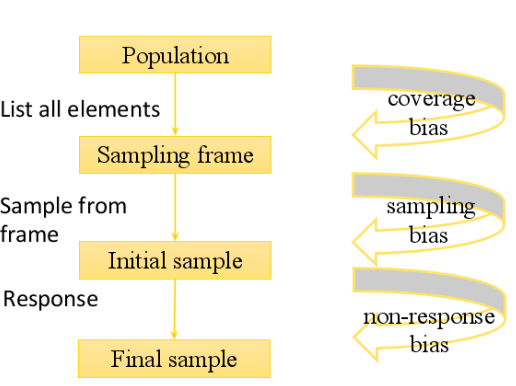 Population
List all elements
coverage
bias
Sampling frame
Sample from
frame
sampling
bias
Initial sample
Response
non-response
bias
Final sample